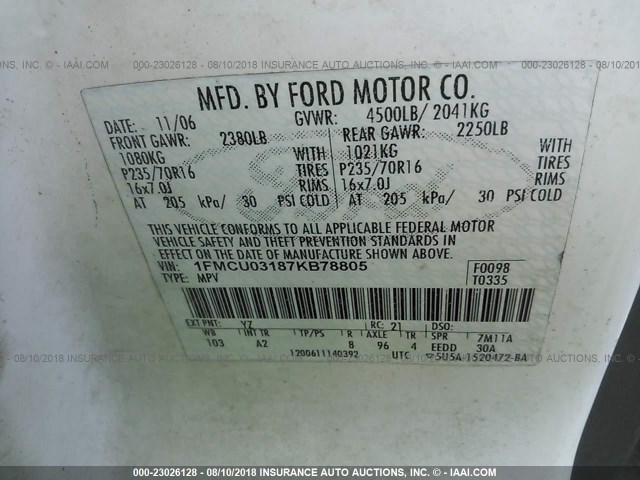 000-23026128 - 08/10/2018 INSURANCE AUTO AUCTIONS. - © IAAI.COM
MFD. BY FORD MOTOR CO.
DATE: 11/06 GVWR: 4500LB/ 2041KG
FRONT GAWR: 2380LB REAR GAWR: 2250LB
1080KG WITH 1021KG WITH
P235/70R16 TIRES P235/70R16 TIRES
16x7.0J RIMS 16x7.0J RIMS
AT 205 kPa/ 30 PSI COLD AT 205 kPa/ 30 PSI COLD
THIS VEHICLE CONFORMS TO ALL APPLICABLE FEDERAL MOTOR
VEHICLE SAFETY AND THEFT PREVENTION STANDARDS IN
EFFECT ON THE DATE OF MANUFACTURE SHOWN ABOVE.
VIN: 1FMCU03187KB78805 F0098
TYPE: MPV T0335
EXT PNT: YZ RC: 21 DSO:
WB INT TR TP/PS R AXLE TR SPR 7M11A
103 A2 8 96 4 EEDD 30A
1200611140392 UTC 5U5A-1520472-BA
000-23026128 - 08/10/2018 INSURANCE AUTO AUCTIONS. - © IAAI.COM